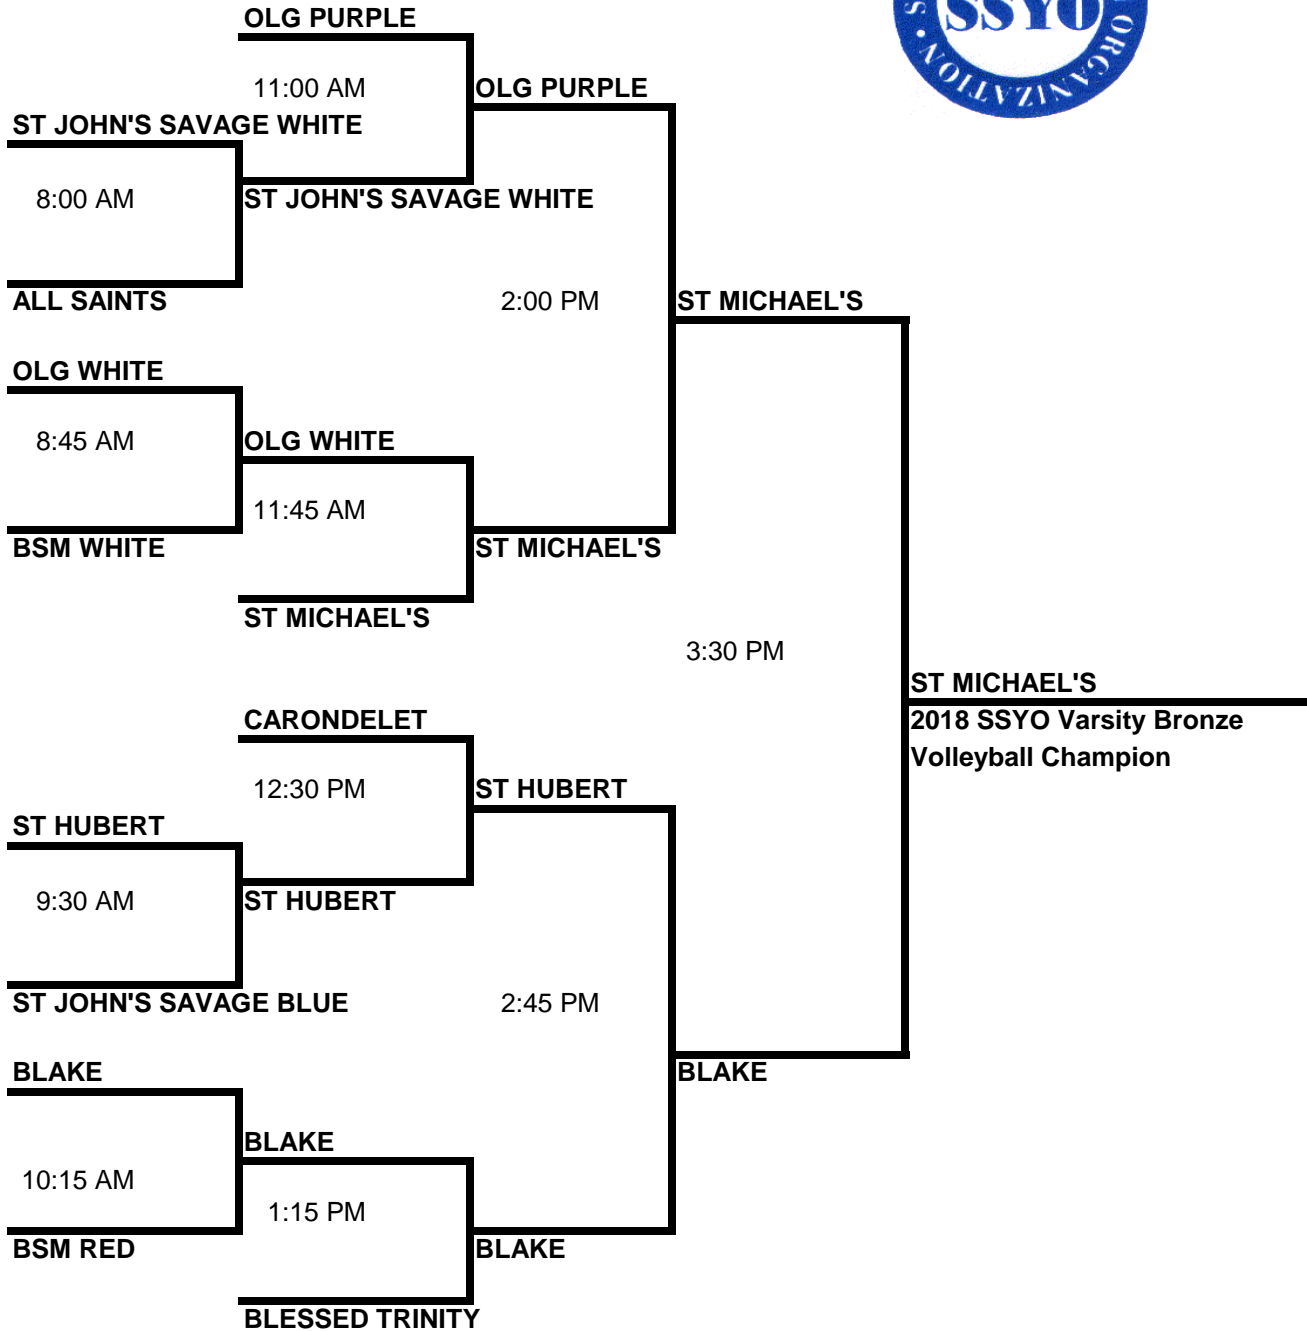 OLG PURPLE
SSYO
S • ORGANIZATION
11:00 AM
OLG PURPLE
ST JOHN'S SAVAGE WHITE
8:00 AM
ST JOHN'S SAVAGE WHITE
ALL SAINTS
2:00 PM
ST MICHAEL'S
OLG WHITE
8:45 AM
OLG WHITE
11:45 AM
BSM WHITE
ST MICHAEL'S
ST MICHAEL'S
3:30 PM
ST MICHAEL'S
2018 SSYO Varsity Bronze
Volleyball Champion
CARONDELET
12:30 PM
ST HUBERT
ST HUBERT
9:30 AM
ST HUBERT
ST JOHN'S SAVAGE BLUE
2:45 PM
BLAKE
BLAKE
BLAKE
10:15 AM
1:15 PM
BSM RED
BLAKE
BLESSED TRINITY